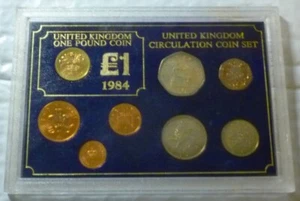 UNITED KINGDOM
ONE POUND COIN
£1
1984
UNITED KINGDOM
CIRCULATION COIN SET